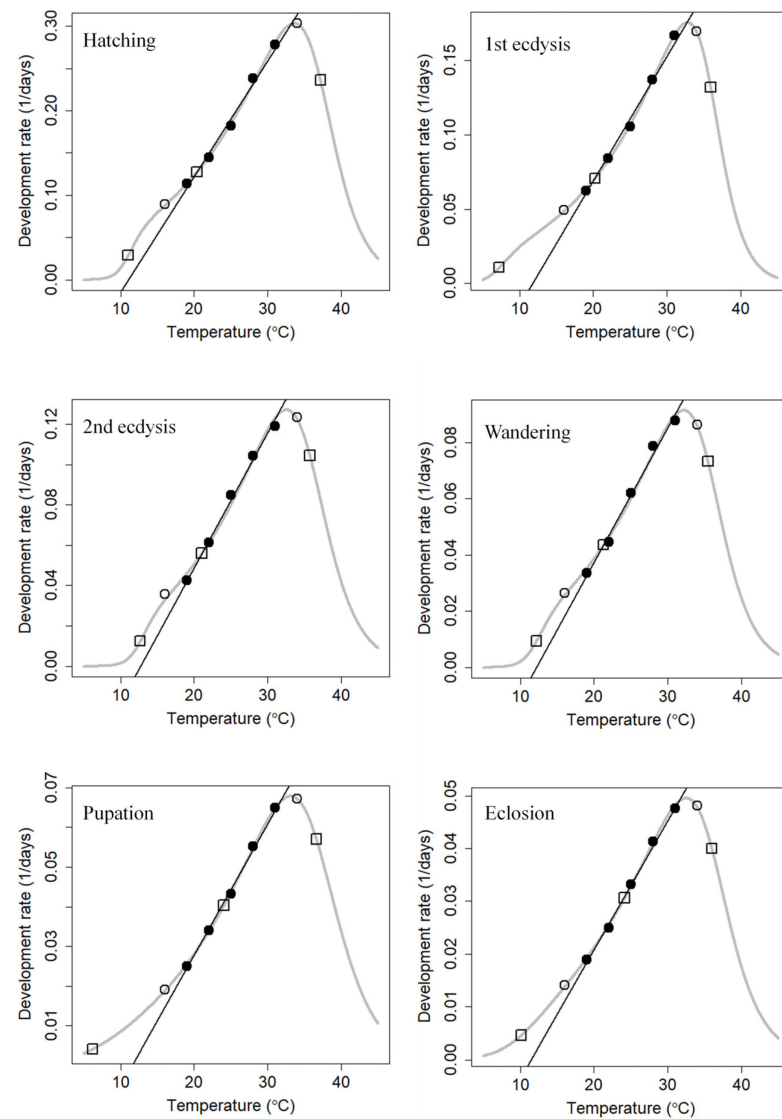 Hatching
Development rate (1/days)
0.00 0.10 0.20 0.30
10 20 30 40
Temperature (°C)
1st ecdysis
Development rate (1/days)
0.00 0.05 0.10 0.15
10 20 30 40
Temperature (°C)
2nd ecdysis
Development rate (1/days)
0.00 0.04 0.08 0.12
10 20 30 40
Temperature (°C)
Wandering
Development rate (1/days)
0.00 0.02 0.04 0.06 0.08
10 20 30 40
Temperature (°C)
Pupation
Development rate (1/days)
0.01 0.03 0.05 0.07
10 20 30 40
Temperature (°C)
Eclosion
Development rate (1/days)
0.00 0.01 0.02 0.03 0.04 0.05
10 20 30 40
Temperature (°C)